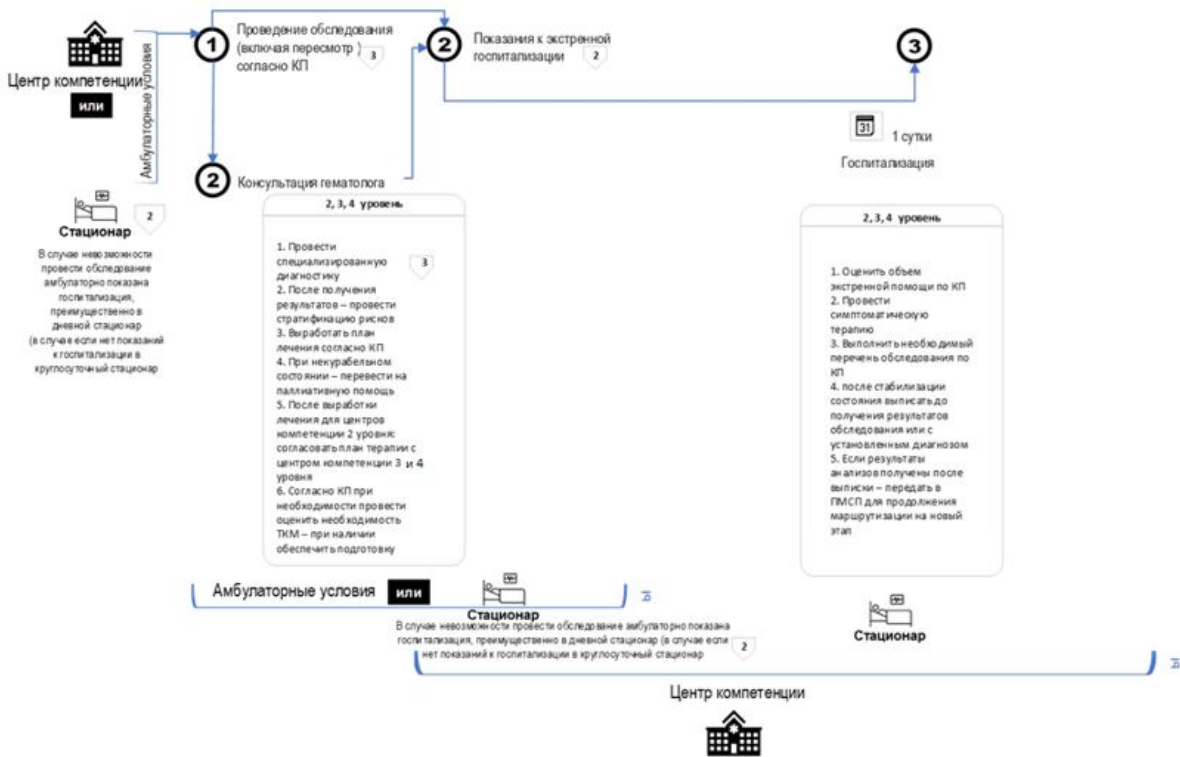 Центр компетенции
или
Амбулаторные условия
2
Стационар
В случае невозможности
провести обследование
амбулаторно показана
госпитализация,
преимущественно в
дневной стационар
(в случае если нет показаний
к госпитализации в
круглосуточный стационар
1
Проведение обследования
(включая пересмотр )
согласно КП
3
2
Показания к экстренной
госпитализации
2
3
31
1 сутки
Госпитализация
2
Консультация гематолога
2, 3, 4 уровень
1. Провести
специализированную
диагностику
3
2. После получения
результатов – провести
стратификацию рисков
3. Выработать план
лечения согласно КП
4. При некурабельном
состоянии – перевести на
паллиативную помощь
5. После выработки
лечения для центров
компетенции 2 уровня:
согласовать план терапии с
центром компетенции 3 и 4
уровня
6. Согласно КП при
необходимости провести
оценить необходимость
ТКМ – при наличии
обеспечить подготовку
2, 3, 4 уровень
1. Оценить объем
экстренной помощи по КП
2. Провести
симптоматическую
терапию
3. Выполнить необходимый
перечень обследования по
КП
4. после стабилизации
состояния выписать до
получения результатов
обследования или с
установленным диагнозом
5. Если результаты
анализов получены после
выписки – передать в
ПМСП для продолжения
маршрутизации на новый
этап
Амбулаторные условия
или
Стационар
В случае невозможности провести обследование амбулаторно показана
госпитализация, преимущественно в дневной стационар (в случае если
нет показаний к госпитализации в круглосуточный стационар
2
Стационар
Центр компетенции